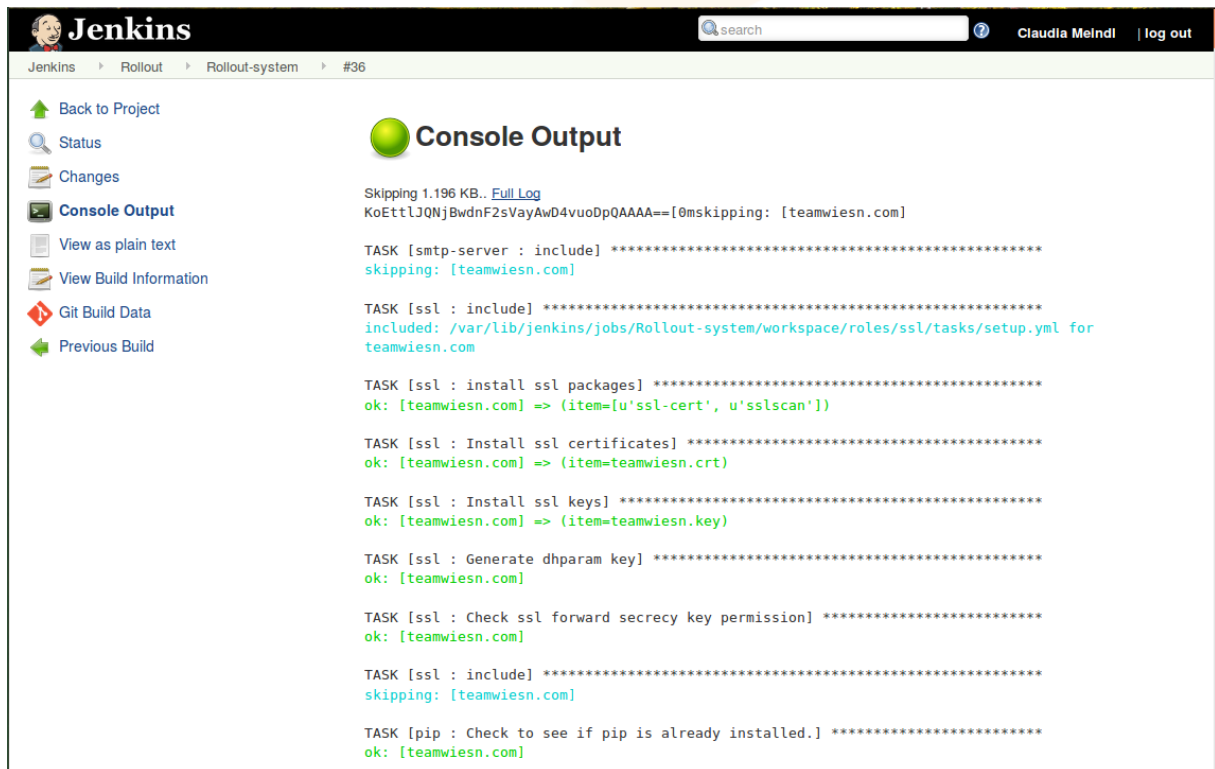 Jenkins
search
?
Claudia Meindl
| log out
Jenkins
Rollout
Rollout-system
#36
Back to Project
Status
Changes
Console Output
View as plain text
View Build Information
Git Build Data
Previous Build
Console Output
Skipping 1.196 KB.. Full Log
KoEttlJQNjBwdnF2sVayAwD4vuoDpQAAAA==[0mskipping: [teamwiesn.com]
TASK [smtp-server : include] ***************************************************
skipping: [teamwiesn.com]
TASK [ssl : include] ***********************************************************
included: /var/lib/jenkins/jobs/Rollout-system/workspace/roles/ssl/tasks/setup.yml for
teamwiesn.com
TASK [ssl : install ssl packages] **********************************************
ok: [teamwiesn.com] => (item=[u'ssl-cert', u'sslscan'])
TASK [ssl : Install ssl certificates] ******************************************
ok: [teamwiesn.com] => (item=teamwiesn.crt)
TASK [ssl : Install ssl keys] **************************************************
ok: [teamwiesn.com] => (item=teamwiesn.key)
TASK [ssl : Generate dhparam key] **********************************************
ok: [teamwiesn.com]
TASK [ssl : Check ssl forward secrecy key permission] **************************
ok: [teamwiesn.com]
TASK [ssl : include] ***********************************************************
skipping: [teamwiesn.com]
TASK [pip : Check to see if pip is already installed.] *************************
ok: [teamwiesn.com]